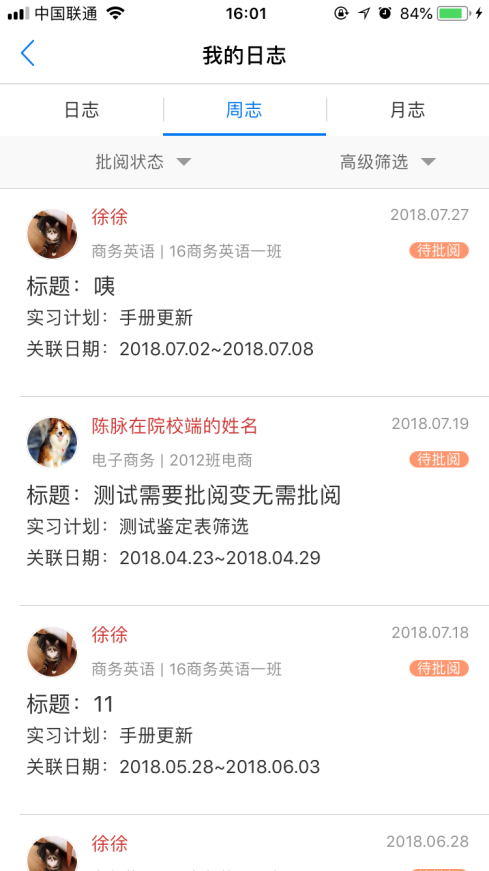 中国联通 16:01 84%
我的日志
日志 周志 月志
批阅状态 高级筛选
徐徐 2018.07.27
商务英语 | 16商务英语一班 待批阅
标题：咦
实习计划：手册更新
关联日期：2018.07.02~2018.07.08
陈脉在院校端的姓名 2018.07.19
电子商务 | 2012班电商 待批阅
标题：测试需要批阅变无需批阅
实习计划：测试鉴定表筛选
关联日期：2018.04.23~2018.04.29
徐徐 2018.07.18
商务英语 | 16商务英语一班 待批阅
标题：11
实习计划：手册更新
关联日期：2018.05.28~2018.06.03
徐徐 2018.06.28